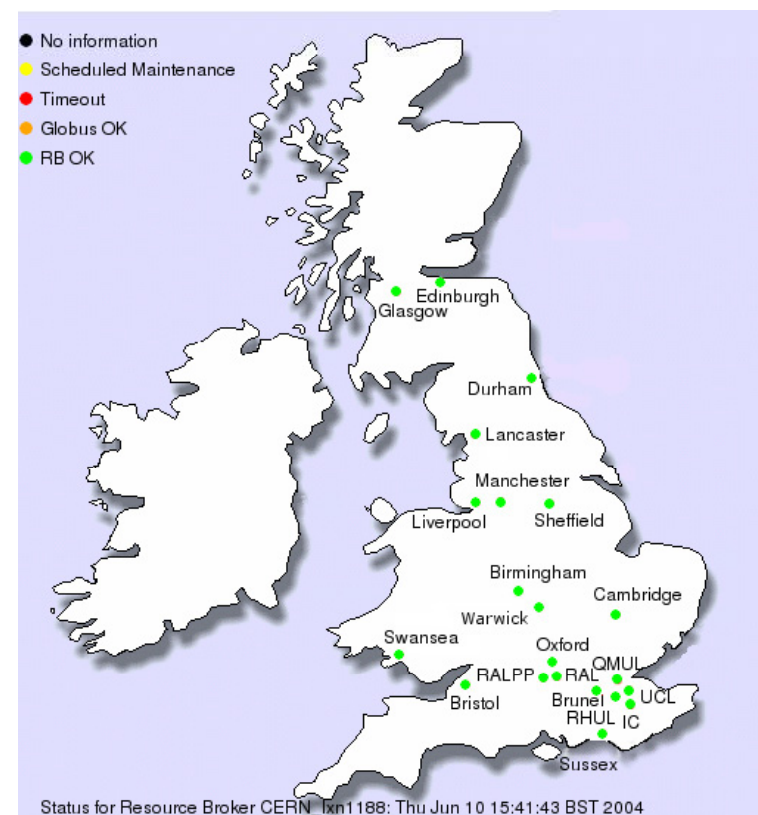 No information
Scheduled Maintenance
Timeout
Globus OK
RB OK
Edinburgh
Glasgow
Durham
Lancaster
Manchester
Liverpool
Sheffield
Birmingham
Cambridge
Warwick
Swansea
Oxford
QMUL
RALPP
RAL
UCL
Bristol
Brunel
RHUL
IC
Sussex
Status for Resource Broker CERN lxn1188: Thu Jun 10 15:41:43 BST 2004